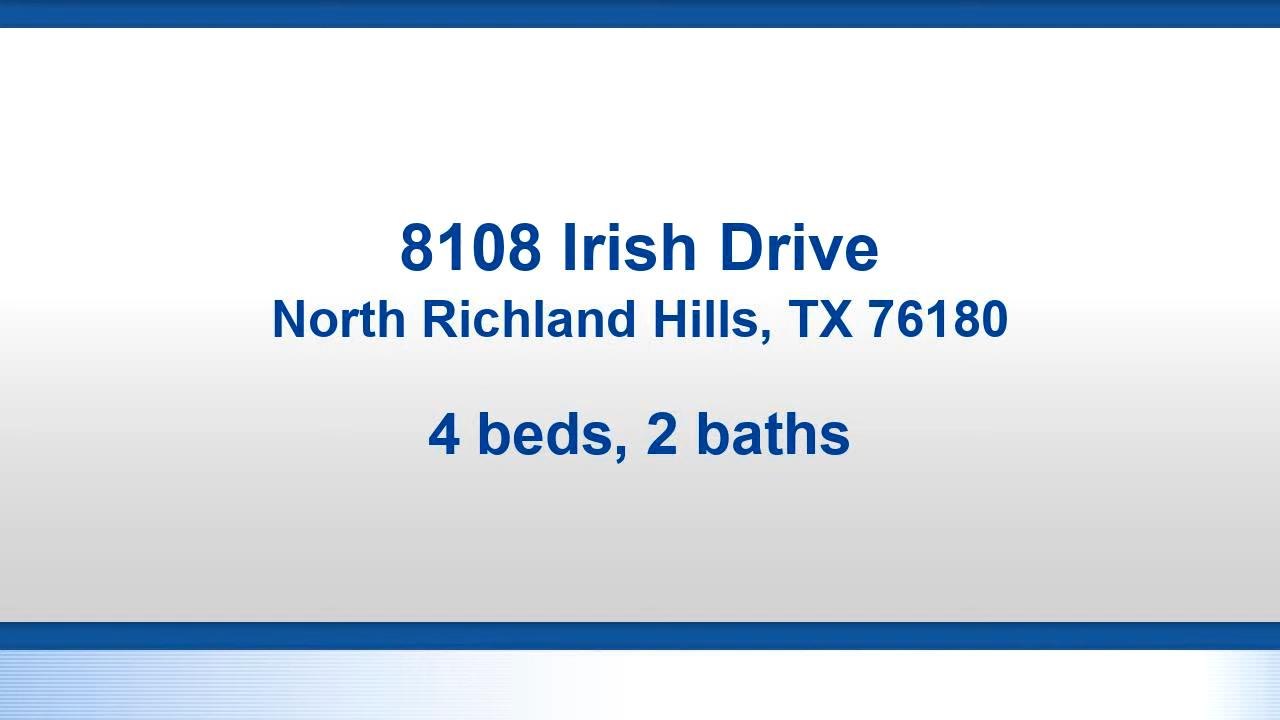 8108 Irish Drive
North Richland Hills, TX 76180
4 beds, 2 baths